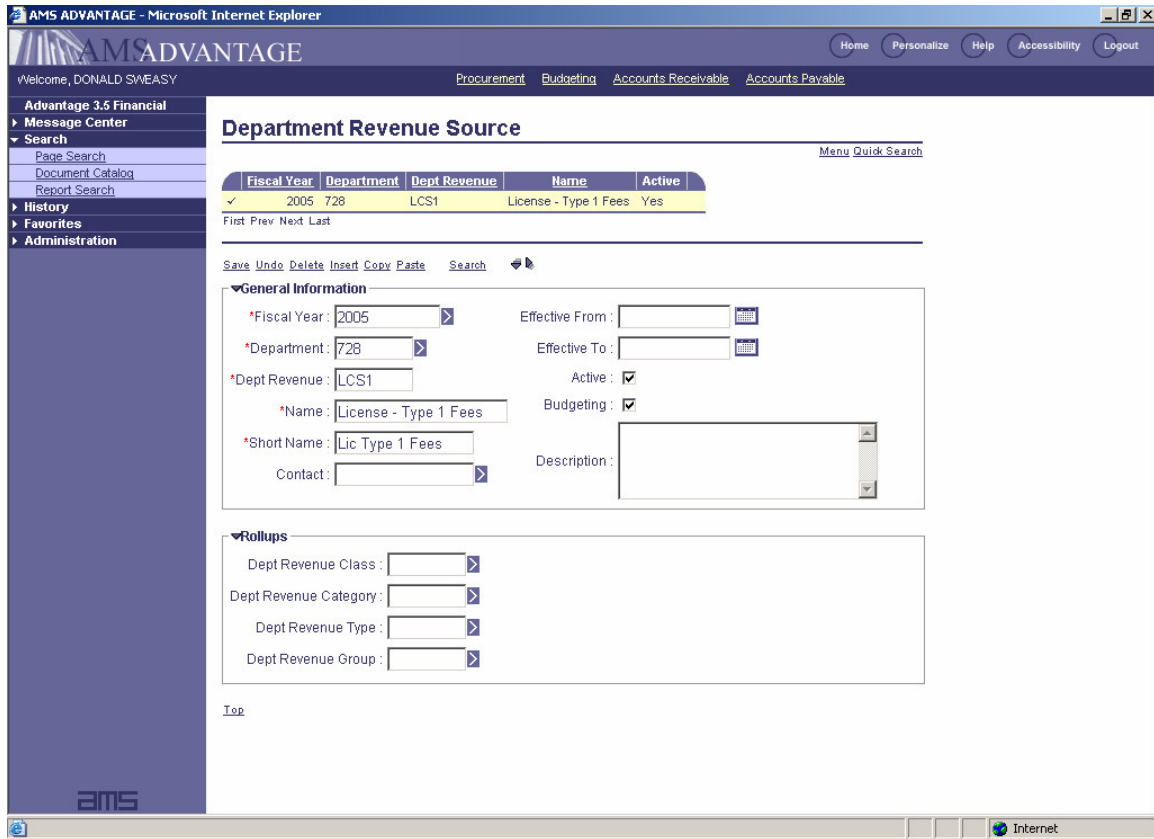 AMS ADVANTAGE - Microsoft Internet Explorer
AMSADVANTAGE
Home Personalize Help Accessibility Logout
Welcome, DONALD SWEASY
Procurement Budgeting Accounts Receivable Accounts Payable
Advantage 3.5 Financial
Message Center
Search
Page Search
Document Catalog
Report Search
History
Favorites
Administration
Department Revenue Source
Menu Quick Search
Fiscal Year Department Dept Revenue Name Active
✓ 2005 728 LCS1 License - Type 1 Fees Yes
First Prev Next Last
Save Undo Delete Insert Copy Paste Search
General Information
*Fiscal Year : 2005 Effective From :
*Department : 728 Effective To :
*Dept Revenue : LCS1 Active :
*Name : License - Type 1 Fees Budgeting :
*Short Name : Lic Type 1 Fees
Contact : Description :
Rollups
Dept Revenue Class :
Dept Revenue Category :
Dept Revenue Type :
Dept Revenue Group :
Top
ams
Internet